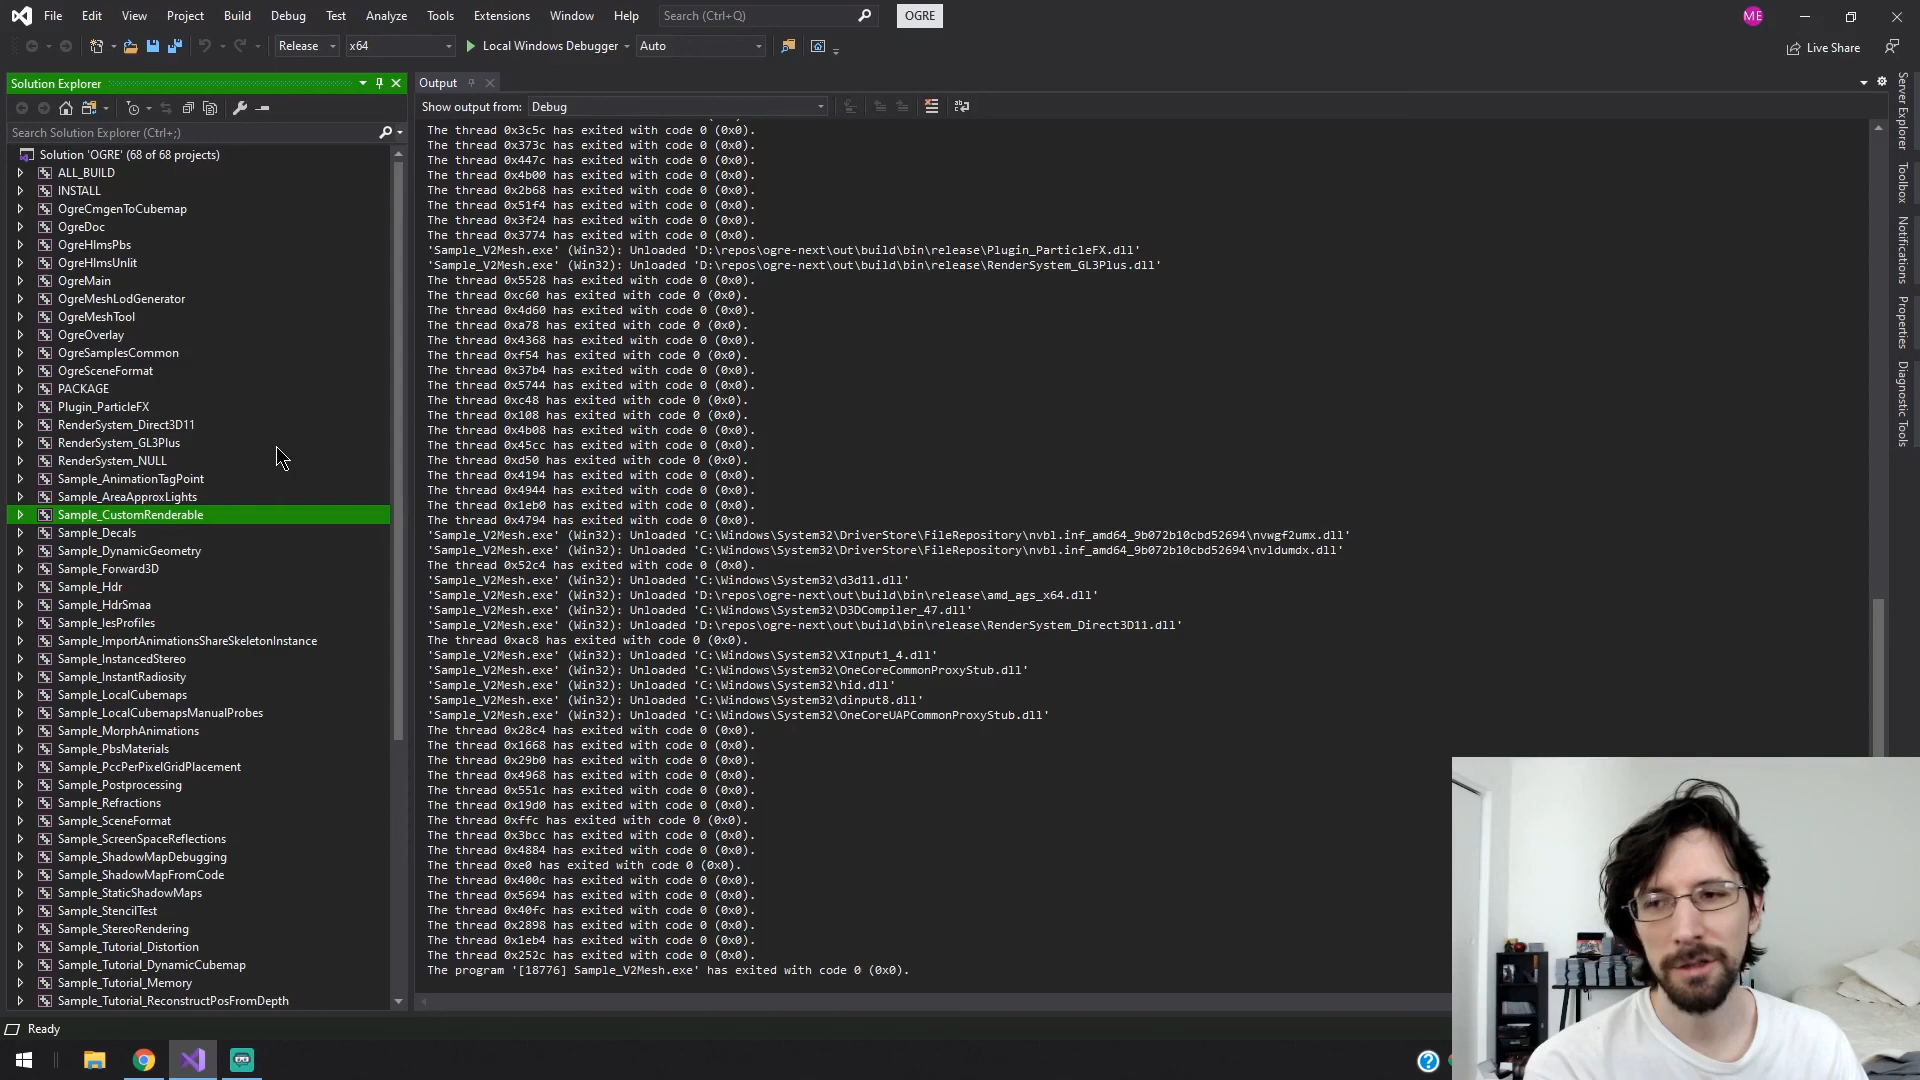 File Edit View Project Build Debug Test Analyze Tools Extensions Window Help Search (Ctrl+Q) OGRE ME
Release x64 Local Windows Debugger Auto Live Share
Solution Explorer
Search Solution Explorer (Ctrl+;)
Solution 'OGRE' (68 of 68 projects)
ALL_BUILD
INSTALL
OgreCmgenToCubemap
OgreDoc
OgreHlmsPbs
OgreHlmsUnlit
OgreMain
OgreMeshLodGenerator
OgreMeshTool
OgreOverlay
OgreSamplesCommon
OgreSceneFormat
PACKAGE
Plugin_ParticleFX
RenderSystem_Direct3D11
RenderSystem_GL3Plus
RenderSystem_NULL
Sample_AnimationTagPoint
Sample_AreaApproxLights
Sample_CustomRenderable
Sample_Decals
Sample_DynamicGeometry
Sample_Forward3D
Sample_Hdr
Sample_HdrSmaa
Sample_IesProfiles
Sample_ImportAnimationsShareSkeletonInstance
Sample_InstancedStereo
Sample_InstantRadiosity
Sample_LocalCubemaps
Sample_LocalCubemapsManualProbes
Sample_MorphAnimations
Sample_PbsMaterials
Sample_PccPerPixelGridPlacement
Sample_Postprocessing
Sample_Refractions
Sample_SceneFormat
Sample_ScreenSpaceReflections
Sample_ShadowMapDebugging
Sample_ShadowMapFromCode
Sample_StaticShadowMaps
Sample_StencilTest
Sample_StereoRendering
Sample_Tutorial_Distortion
Sample_Tutorial_DynamicCubemap
Sample_Tutorial_Memory
Sample_Tutorial_ReconstructPosFromDepth
Output
Show output from: Debug
The thread 0x3c5c has exited with code 0 (0x0).
The thread 0x373c has exited with code 0 (0x0).
The thread 0x447c has exited with code 0 (0x0).
The thread 0x4b00 has exited with code 0 (0x0).
The thread 0x2b68 has exited with code 0 (0x0).
The thread 0x51f4 has exited with code 0 (0x0).
The thread 0x3f24 has exited with code 0 (0x0).
The thread 0x3774 has exited with code 0 (0x0).
'Sample_V2Mesh.exe' (Win32): Unloaded 'D:\repos\ogre-next\out\build\bin\release\Plugin_ParticleFX.dll'
'Sample_V2Mesh.exe' (Win32): Unloaded 'D:\repos\ogre-next\out\build\bin\release\RenderSystem_GL3Plus.dll'
The thread 0x5528 has exited with code 0 (0x0).
The thread 0xc60 has exited with code 0 (0x0).
The thread 0x4d60 has exited with code 0 (0x0).
The thread 0xa78 has exited with code 0 (0x0).
The thread 0x4368 has exited with code 0 (0x0).
The thread 0xf54 has exited with code 0 (0x0).
The thread 0x37b4 has exited with code 0 (0x0).
The thread 0x5744 has exited with code 0 (0x0).
The thread 0xc48 has exited with code 0 (0x0).
The thread 0x108 has exited with code 0 (0x0).
The thread 0x4b08 has exited with code 0 (0x0).
The thread 0x45cc has exited with code 0 (0x0).
The thread 0xd50 has exited with code 0 (0x0).
The thread 0x4194 has exited with code 0 (0x0).
The thread 0x4944 has exited with code 0 (0x0).
The thread 0x1eb0 has exited with code 0 (0x0).
The thread 0x4794 has exited with code 0 (0x0).
'Sample_V2Mesh.exe' (Win32): Unloaded 'C:\Windows\System32\DriverStore\FileRepository\nvbl.inf_amd64_9b072b10cbd52694\nvwgf2umx.dll'
'Sample_V2Mesh.exe' (Win32): Unloaded 'C:\Windows\System32\DriverStore\FileRepository\nvbl.inf_amd64_9b072b10cbd52694\nvldumdx.dll'
The thread 0x52c4 has exited with code 0 (0x0).
'Sample_V2Mesh.exe' (Win32): Unloaded 'C:\Windows\System32\d3d11.dll'
'Sample_V2Mesh.exe' (Win32): Unloaded 'D:\repos\ogre-next\out\build\bin\release\amd_ags_x64.dll'
'Sample_V2Mesh.exe' (Win32): Unloaded 'C:\Windows\System32\D3DCompiler_47.dll'
'Sample_V2Mesh.exe' (Win32): Unloaded 'D:\repos\ogre-next\out\build\bin\release\RenderSystem_Direct3D11.dll'
The thread 0xac8 has exited with code 0 (0x0).
'Sample_V2Mesh.exe' (Win32): Unloaded 'C:\Windows\System32\XInput1_4.dll'
'Sample_V2Mesh.exe' (Win32): Unloaded 'C:\Windows\System32\OneCoreCommonProxyStub.dll'
'Sample_V2Mesh.exe' (Win32): Unloaded 'C:\Windows\System32\hid.dll'
'Sample_V2Mesh.exe' (Win32): Unloaded 'C:\Windows\System32\dinput8.dll'
'Sample_V2Mesh.exe' (Win32): Unloaded 'C:\Windows\System32\OneCoreUAPCommonProxyStub.dll'
The thread 0x28c4 has exited with code 0 (0x0).
The thread 0x1668 has exited with code 0 (0x0).
The thread 0x29b0 has exited with code 0 (0x0).
The thread 0x4968 has exited with code 0 (0x0).
The thread 0x551c has exited with code 0 (0x0).
The thread 0x19d0 has exited with code 0 (0x0).
The thread 0xffc has exited with code 0 (0x0).
The thread 0x3bcc has exited with code 0 (0x0).
The thread 0x4884 has exited with code 0 (0x0).
The thread 0xe0 has exited with code 0 (0x0).
The thread 0x400c has exited with code 0 (0x0).
The thread 0x5694 has exited with code 0 (0x0).
The thread 0x40fc has exited with code 0 (0x0).
The thread 0x2898 has exited with code 0 (0x0).
The thread 0x1eb4 has exited with code 0 (0x0).
The thread 0x252c has exited with code 0 (0x0).
The program '[18776] Sample_V2Mesh.exe' has exited with code 0 (0x0).
Server Explorer
Toolbox
Notifications
Properties
Diagnostic Tools
Ready